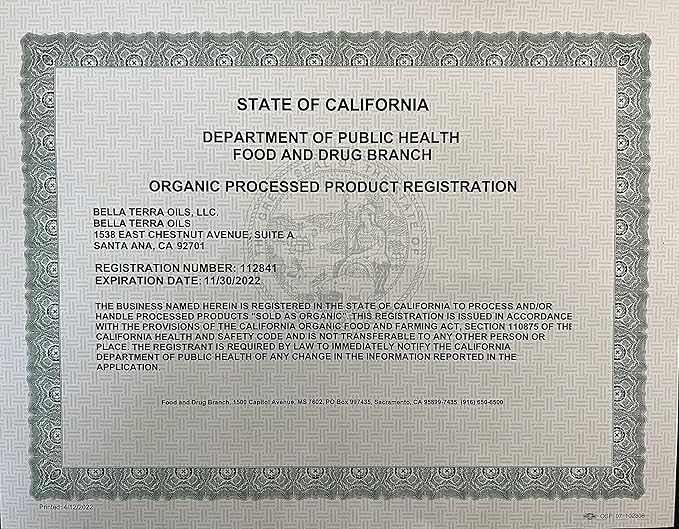 STATE OF CALIFORNIA
DEPARTMENT OF PUBLIC HEALTH
FOOD AND DRUG BRANCH
ORGANIC PROCESSED PRODUCT REGISTRATION
BELLA TERRA OILS, LLC.
BELLA TERRA OILS
1538 EAST CHESTNUT AVENUE, SUITE A
SANTA ANA, CA 92701
REGISTRATION NUMBER: 112841
EXPIRATION DATE: 11/30/2022
THE BUSINESS NAMED HEREIN IS REGISTERED IN THE STATE OF CALIFORNIA TO PROCESS AND/OR
HANDLE PROCESSED PRODUCTS "SOLD AS ORGANIC". THIS REGISTRATION IS ISSUED IN ACCORDANCE
WITH THE PROVISIONS OF THE CALIFORNIA ORGANIC FOOD AND FARMING ACT, SECTION 110875 OF THE
CALIFORNIA HEALTH AND SAFETY CODE AND IS NOT TRANSFERABLE TO ANY OTHER PERSON OR
PLACE. THE REGISTRANT IS REQUIRED BY LAW TO IMMEDIATELY NOTIFY THE CALIFORNIA
DEPARTMENT OF PUBLIC HEALTH OF ANY CHANGE IN THE INFORMATION REPORTED IN THE
APPLICATION.
Food and Drug Branch, 1500 Capitol Avenue, MS 7602, PO Box 997435, Sacramento, CA 95899-7435 (916) 650-6500
Printed: 4/12/2022
OSP 07 102308